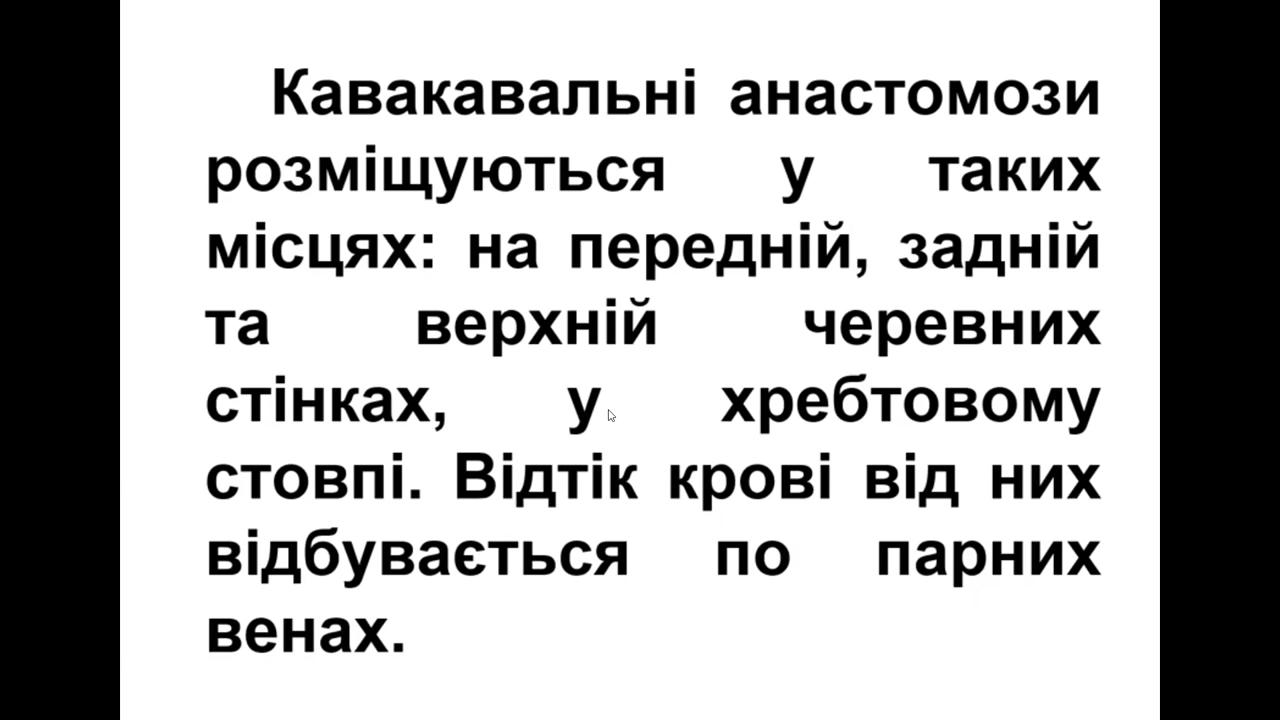 Кавакавальні анастомози
розміщуються у таких
місцях: на передній, задній
та верхній черевних
стінках, у хребтовому
стовпі. Відтік крові від них
відбувається по парних
венах.